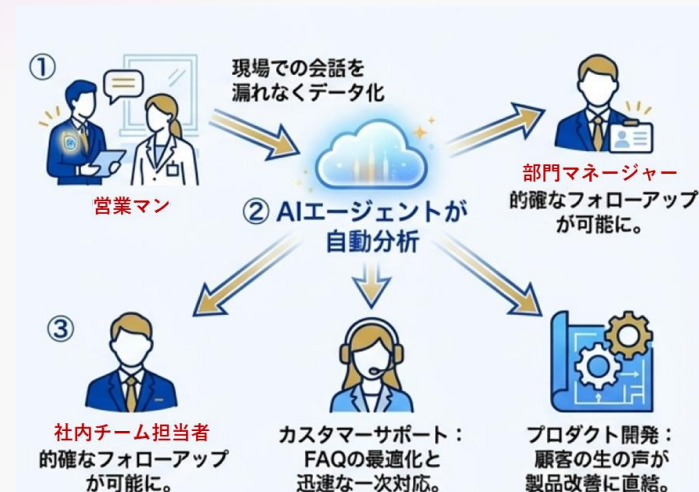 ①
現場での会話を
漏れなくデータ化
営業マン
② AIエージェントが
自動分析
部門マネージャー
的確なフォローアップ
が可能に。
③
社内チーム担当者
的確なフォローアップ
が可能に。
カスタマーサポート：
FAQの最適化と
迅速な一次対応。
プロダクト開発：
顧客の生の声が
製品改善に直結。